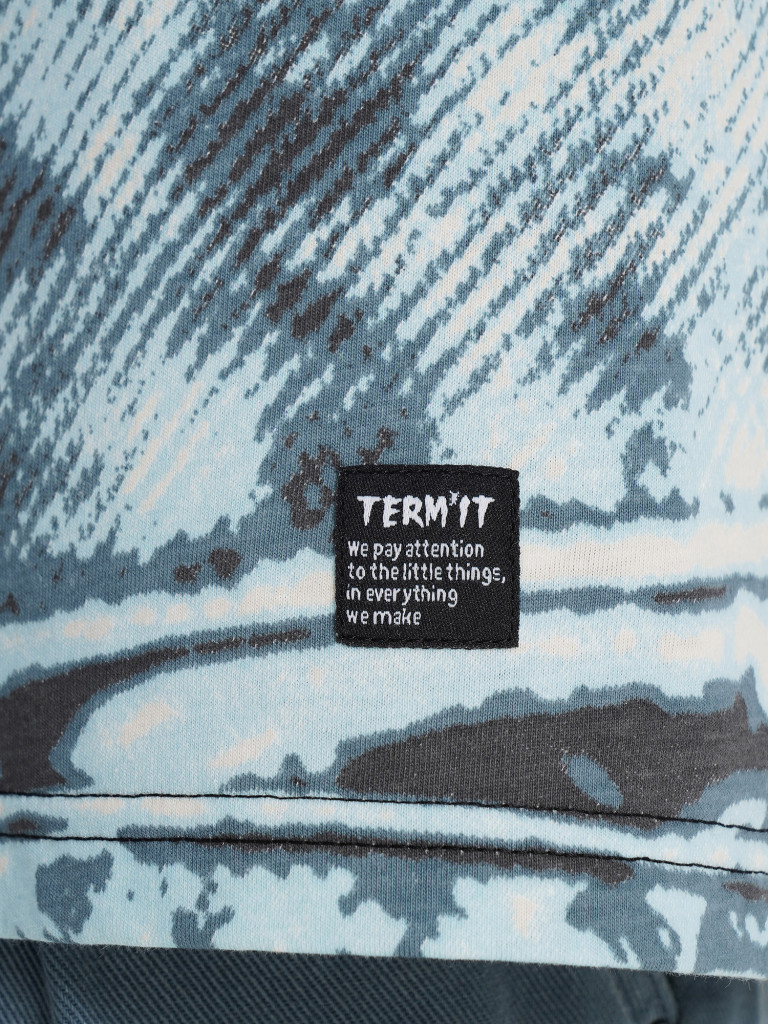 TERM'IT
we pay attention
to the little things,
in everything
we make